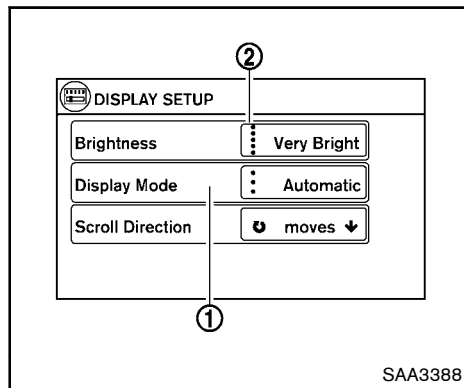 ②
DISPLAY SETUP
Brightness Very Bright
Display Mode Automatic
Scroll Direction moves
①
SAA3388